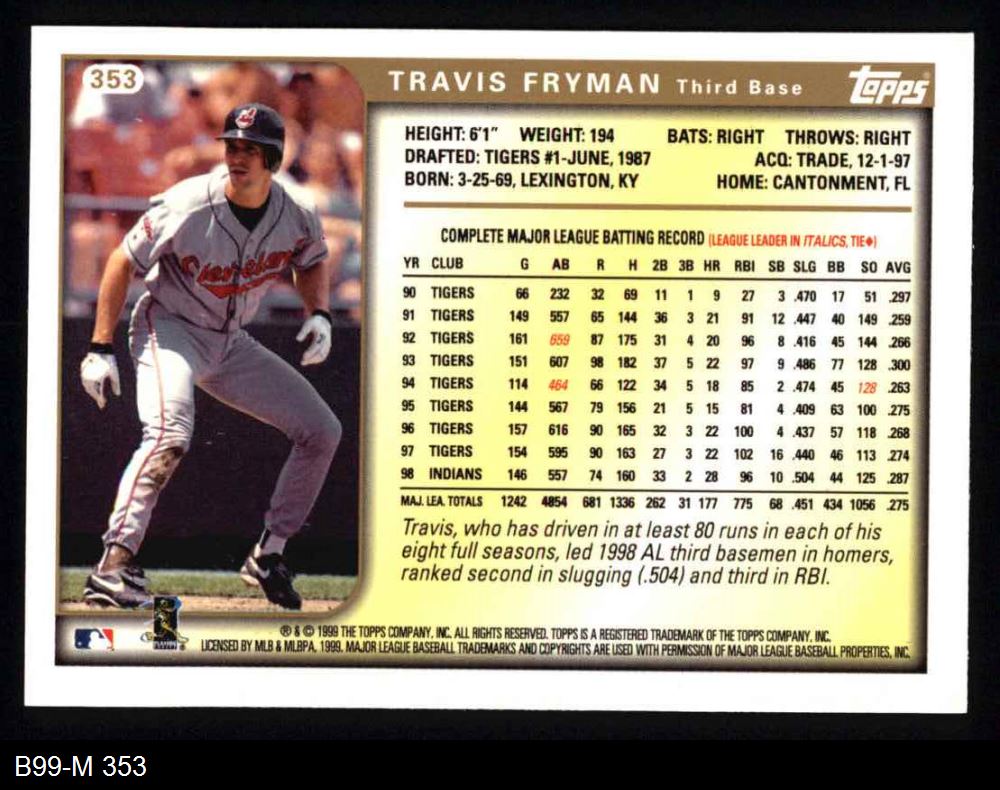 353
TRAVIS FRYMAN Third Base
topps
HEIGHT: 6'1" WEIGHT: 194 BATS: RIGHT THROWS: RIGHT
DRAFTED: TIGERS #1-JUNE, 1987 ACQ: TRADE, 12-1-97
BORN: 3-25-69, LEXINGTON, KY HOME: CANTONMENT, FL
COMPLETE MAJOR LEAGUE BATTING RECORD (LEAGUE LEADER IN ITALICS, TIE♦)
YR CLUB G AB R H 2B 3B HR RBI SB SLG BB SO AVG
90 TIGERS 66 232 32 69 11 1 9 27 3 .470 17 51 .297
91 TIGERS 149 557 65 144 36 3 21 91 12 .447 40 149 .259
92 TIGERS 161 659 87 175 31 4 20 96 8 .416 45 144 .266
93 TIGERS 151 607 98 182 37 5 22 97 9 .486 77 128 .300
94 TIGERS 114 464 66 122 34 5 18 85 2 .474 45 128 .263
95 TIGERS 144 567 79 156 21 5 15 81 4 .409 63 100 .275
96 TIGERS 157 616 90 165 32 3 22 100 4 .437 57 118 .268
97 TIGERS 154 595 90 163 27 3 22 102 16 .440 46 113 .274
98 INDIANS 146 557 74 160 33 2 28 96 10 .504 44 125 .287
MAJ. LEA. TOTALS 1242 4854 681 1336 262 31 177 775 68 .451 434 1056 .275
Travis, who has driven in at least 80 runs in each of his
eight full seasons, led 1998 AL third basemen in homers,
ranked second in slugging (.504) and third in RBI.
® & © 1999 THE TOPPS COMPANY, INC. ALL RIGHTS RESERVED. TOPPS IS A REGISTERED TRADEMARK OF THE TOPPS COMPANY, INC.
LICENSED BY MLB & MLBPA, 1999. MAJOR LEAGUE BASEBALL TRADEMARKS AND COPYRIGHTS ARE USED WITH PERMISSION OF MAJOR LEAGUE BASEBALL PROPERTIES, INC.
B99-M 353